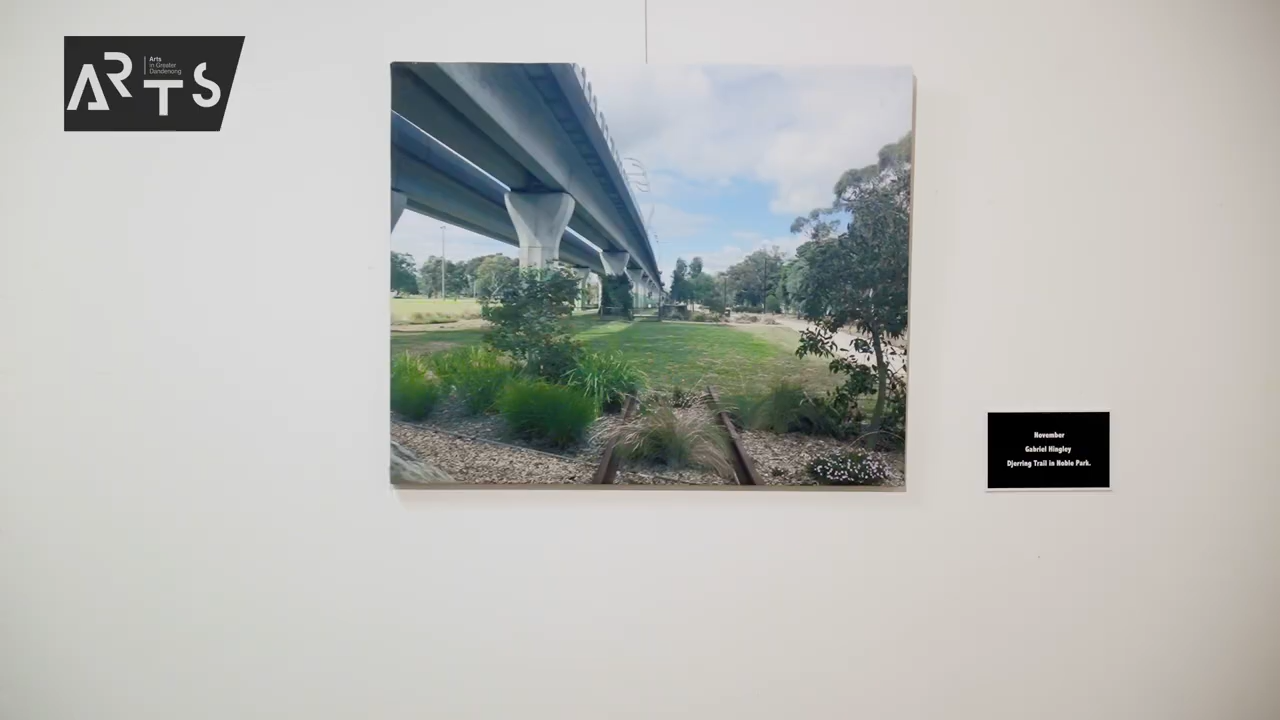 ARTS
Arts
in Greater
Dandenong
November
Gabriel Hingley
Djerring Trail in Noble Park.